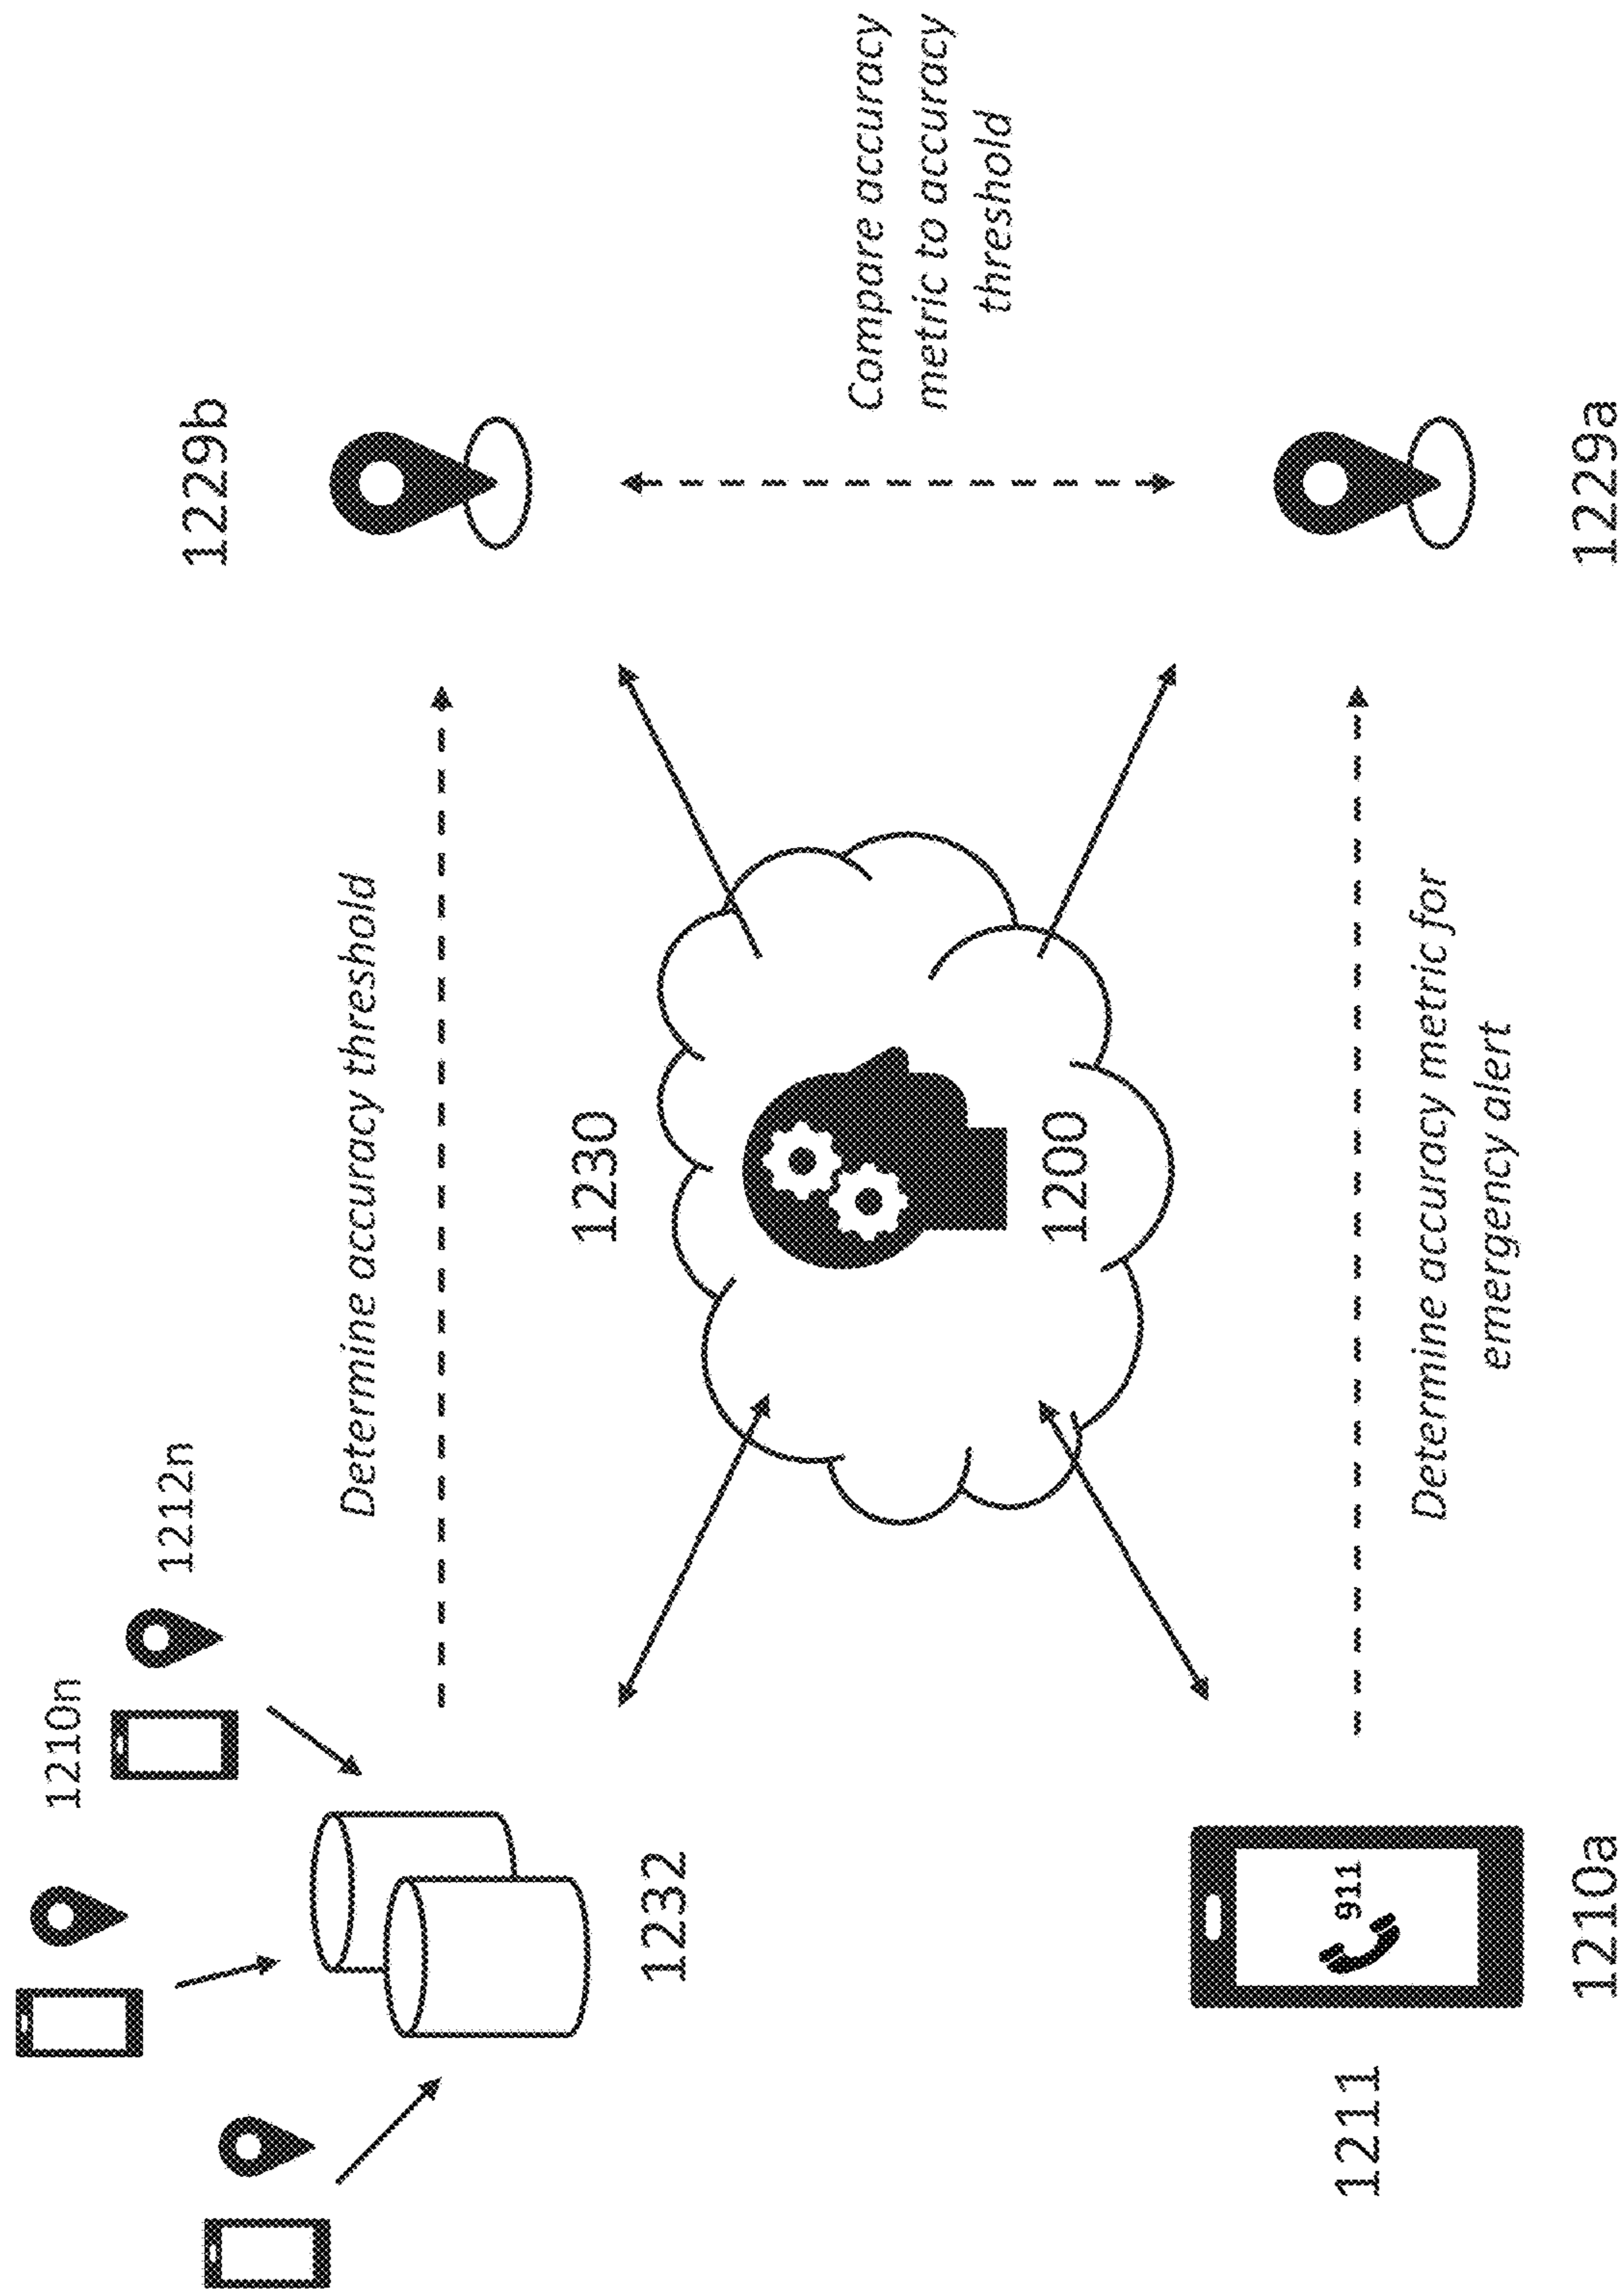 1210n
1212n
1229b
Determine accuracy threshold
1232
1230
1200
Compare accuracy
metric to accuracy
threshold
1211
911
1210a
Determine accuracy metric for
emergency alert
1229a